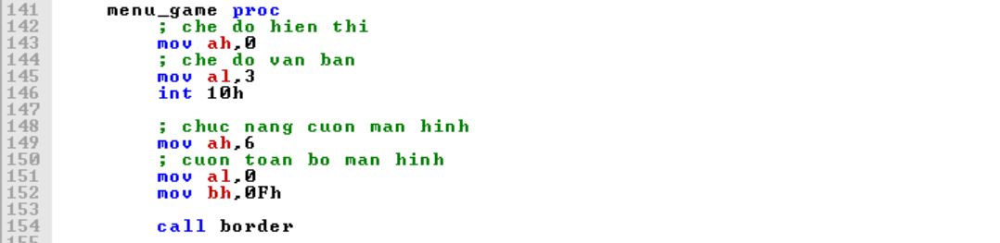 141 menu_game proc
142 ; che do hien thi
143 mov ah,0
144 ; che do van ban
145 mov al,3
146 int 10h
147
148 ; chuc nang cuon man hinh
149 mov ah,6
150 ; cuon toan bo man hinh
151 mov al,0
152 mov bh,0Fh
153
154 call border
155